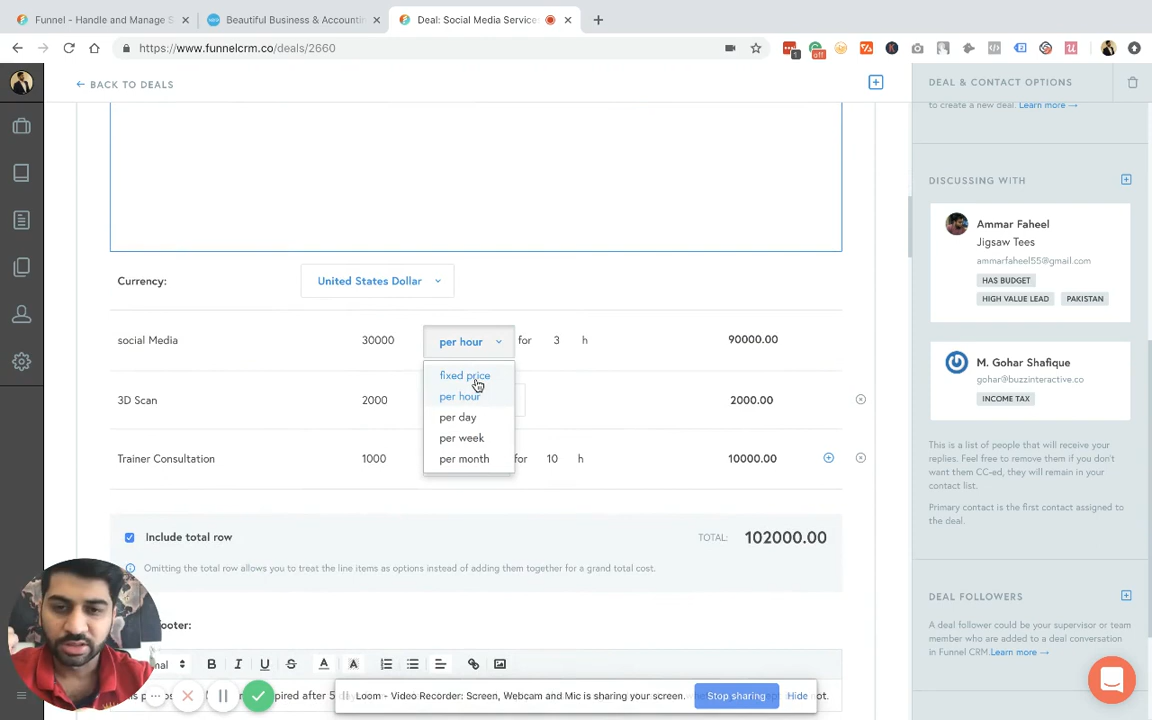 Funnel - Handle and Manage S
Beautiful Business & Accountin
Deal: Social Media Service
https://www.funnelcrm.co/deals/2660
1
off
BACK TO DEALS
DEAL & CONTACT OPTIONS
to create a new deal. Learn more →
DISCUSSING WITH
Ammar Faheel
Jigsaw Tees
ammarfaheel55@gmail.com
HAS BUDGET
HIGH VALUE LEAD
PAKISTAN
M. Gohar Shafique
gohar@buzzinteractive.co
INCOME TAX
This is a list of people that will receive your
replies. Feel free to remove them if you don't
want them CC-ed, they will remain in your
contact list.
Primary contact is the first contact assigned to
the deal.
DEAL FOLLOWERS
A deal follower could be your supervisor or team
member who are added to a deal conversation
in Funnel CRM. Learn more →
Currency:
United States Dollar
social Media 30000 per hour for 3 h 90000.00
fixed price
per hour
per day
per week
per month
3D Scan 2000 2000.00
Trainer Consultation 1000 for 10 h 10000.00
Include total row
TOTAL: 102000.00
Omitting the total row allows you to treat the line items as options instead of adding them together for a grand total cost.
ooter:
mal
B I U S A A
expired after 5
Loom - Video Recorder: Screen, Webcam and Mic is sharing your screen.
Stop sharing
Hide
ot.